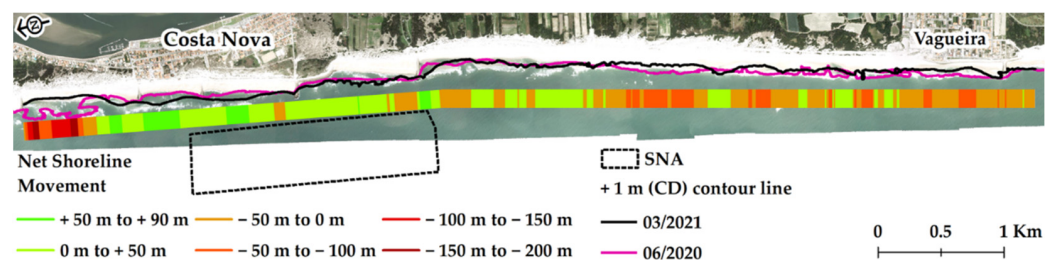 N
Costa Nova
Vagueira
Net Shoreline
Movement
+ 50 m to + 90 m
− 50 m to 0 m
− 100 m to − 150 m
0 m to + 50 m
− 50 m to − 100 m
− 150 m to − 200 m
SNA
+ 1 m (CD) contour line
03/2021
06/2020
0 0.5 1 Km